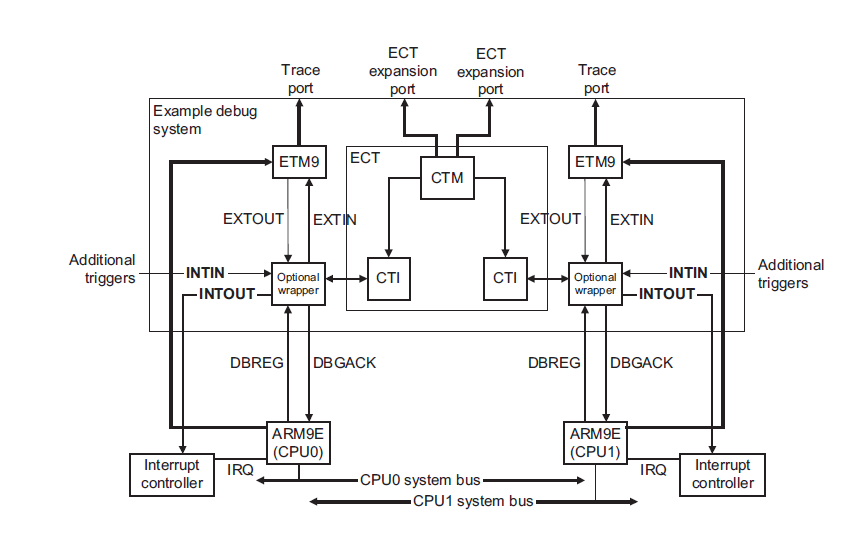 ECT
expansion
port
ECT
expansion
port
Trace
port
Trace
port
Example debug
system
ETM9
ECT
CTM
ETM9
EXTOUT
EXTIN
EXTOUT
EXTIN
Additional
triggers
INTIN
INTOUT
Optional
wrapper
CTI
CTI
Optional
wrapper
INTIN
INTOUT
Additional
triggers
DBREG
DBGACK
DBREG
DBGACK
ARM9E
(CPU0)
ARM9E
(CPU1)
Interrupt
controller
IRQ
IRQ
Interrupt
controller
CPU0 system bus
CPU1 system bus